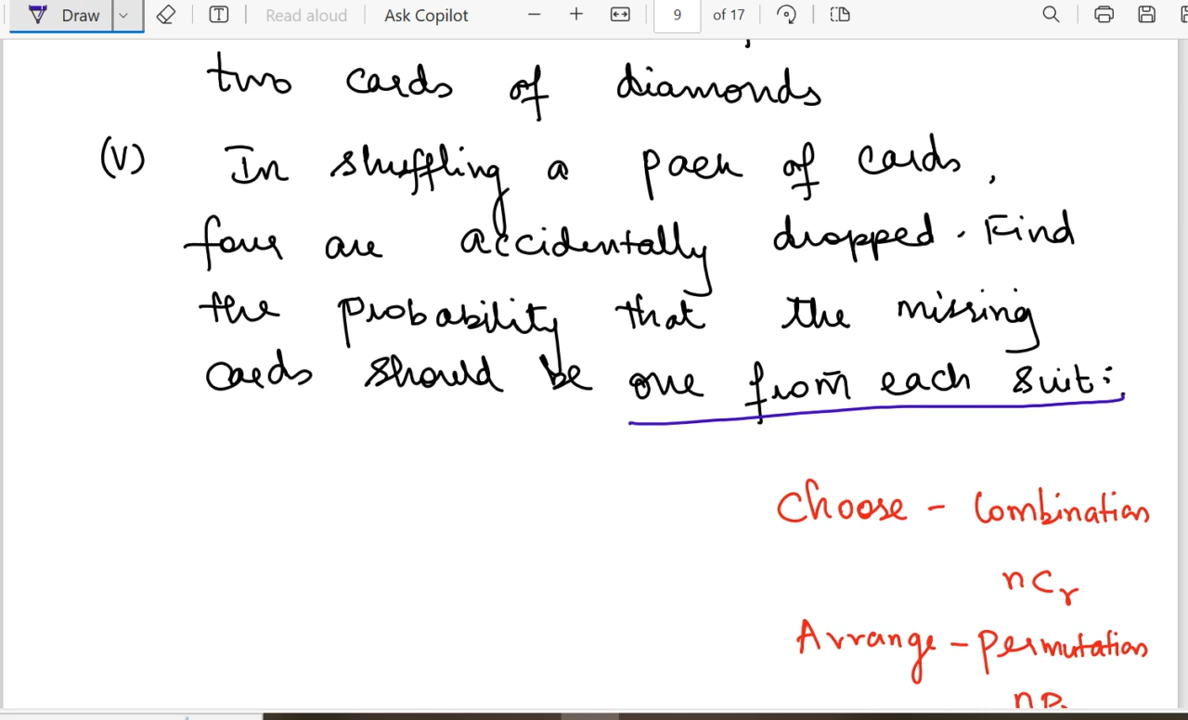 Draw
Read aloud
Ask Copilot
9
of 17
two cards of diamonds
(V) In shuffling a pack of cards,
four are accidentally dropped. Find
the probability that the missing
cards should be one from each suit:
Choose - Combination
nCr
Arrange - Permutation